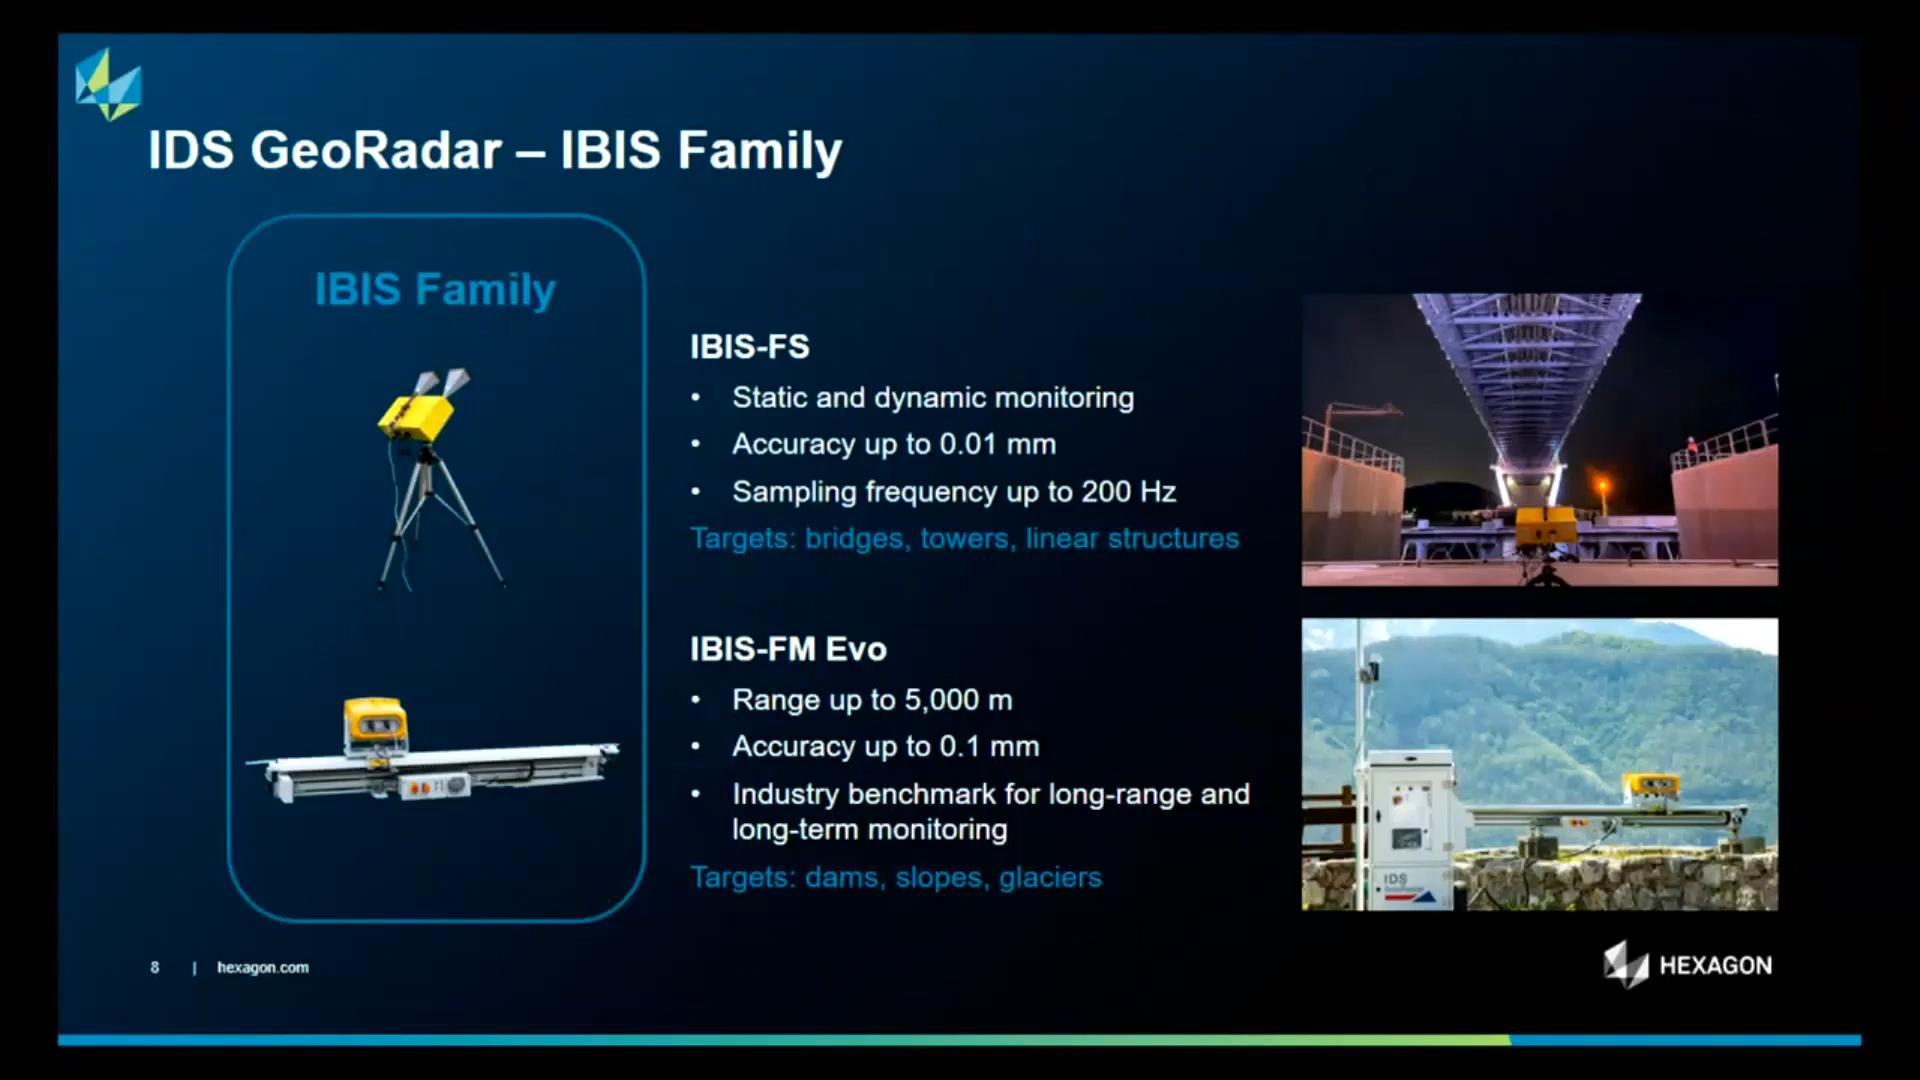 IDS GeoRadar – IBIS Family
IBIS Family
IBIS-FS
• Static and dynamic monitoring
• Accuracy up to 0.01 mm
• Sampling frequency up to 200 Hz
Targets: bridges, towers, linear structures
IBIS-FM Evo
• Range up to 5,000 m
• Accuracy up to 0.1 mm
• Industry benchmark for long-range and
long-term monitoring
Targets: dams, slopes, glaciers
IDS
8 | hexagon.com
HEXAGON